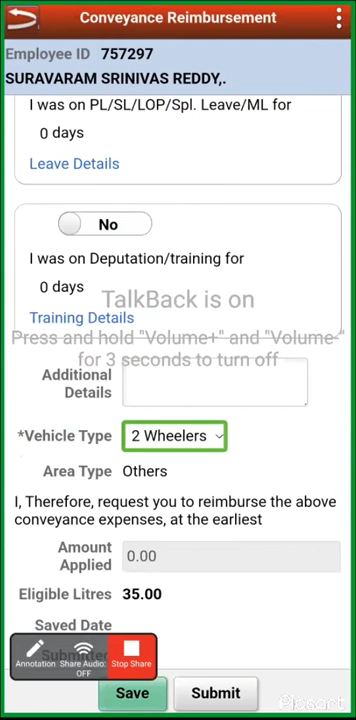 Conveyance Reimbursement
Employee ID 757297
SURAVARAM SRINIVAS REDDY,.
I was on PL/SL/LOP/Spl. Leave/ML for
0 days
Leave Details
No
I was on Deputation/training for
0 days
Training Details
TalkBack is on
Press and hold "Volume+" and "Volume-"
for 3 seconds to turn off
Additional
Details
*Vehicle Type 2 Wheelers
Area Type Others
I, Therefore, request you to reimburse the above
conveyance expenses, at the earliest
Amount
Applied 0.00
Eligible Litres 35.00
Saved Date
Submitted
Annotation Share Audio: OFF Stop Share
Save Submit
PicsArt